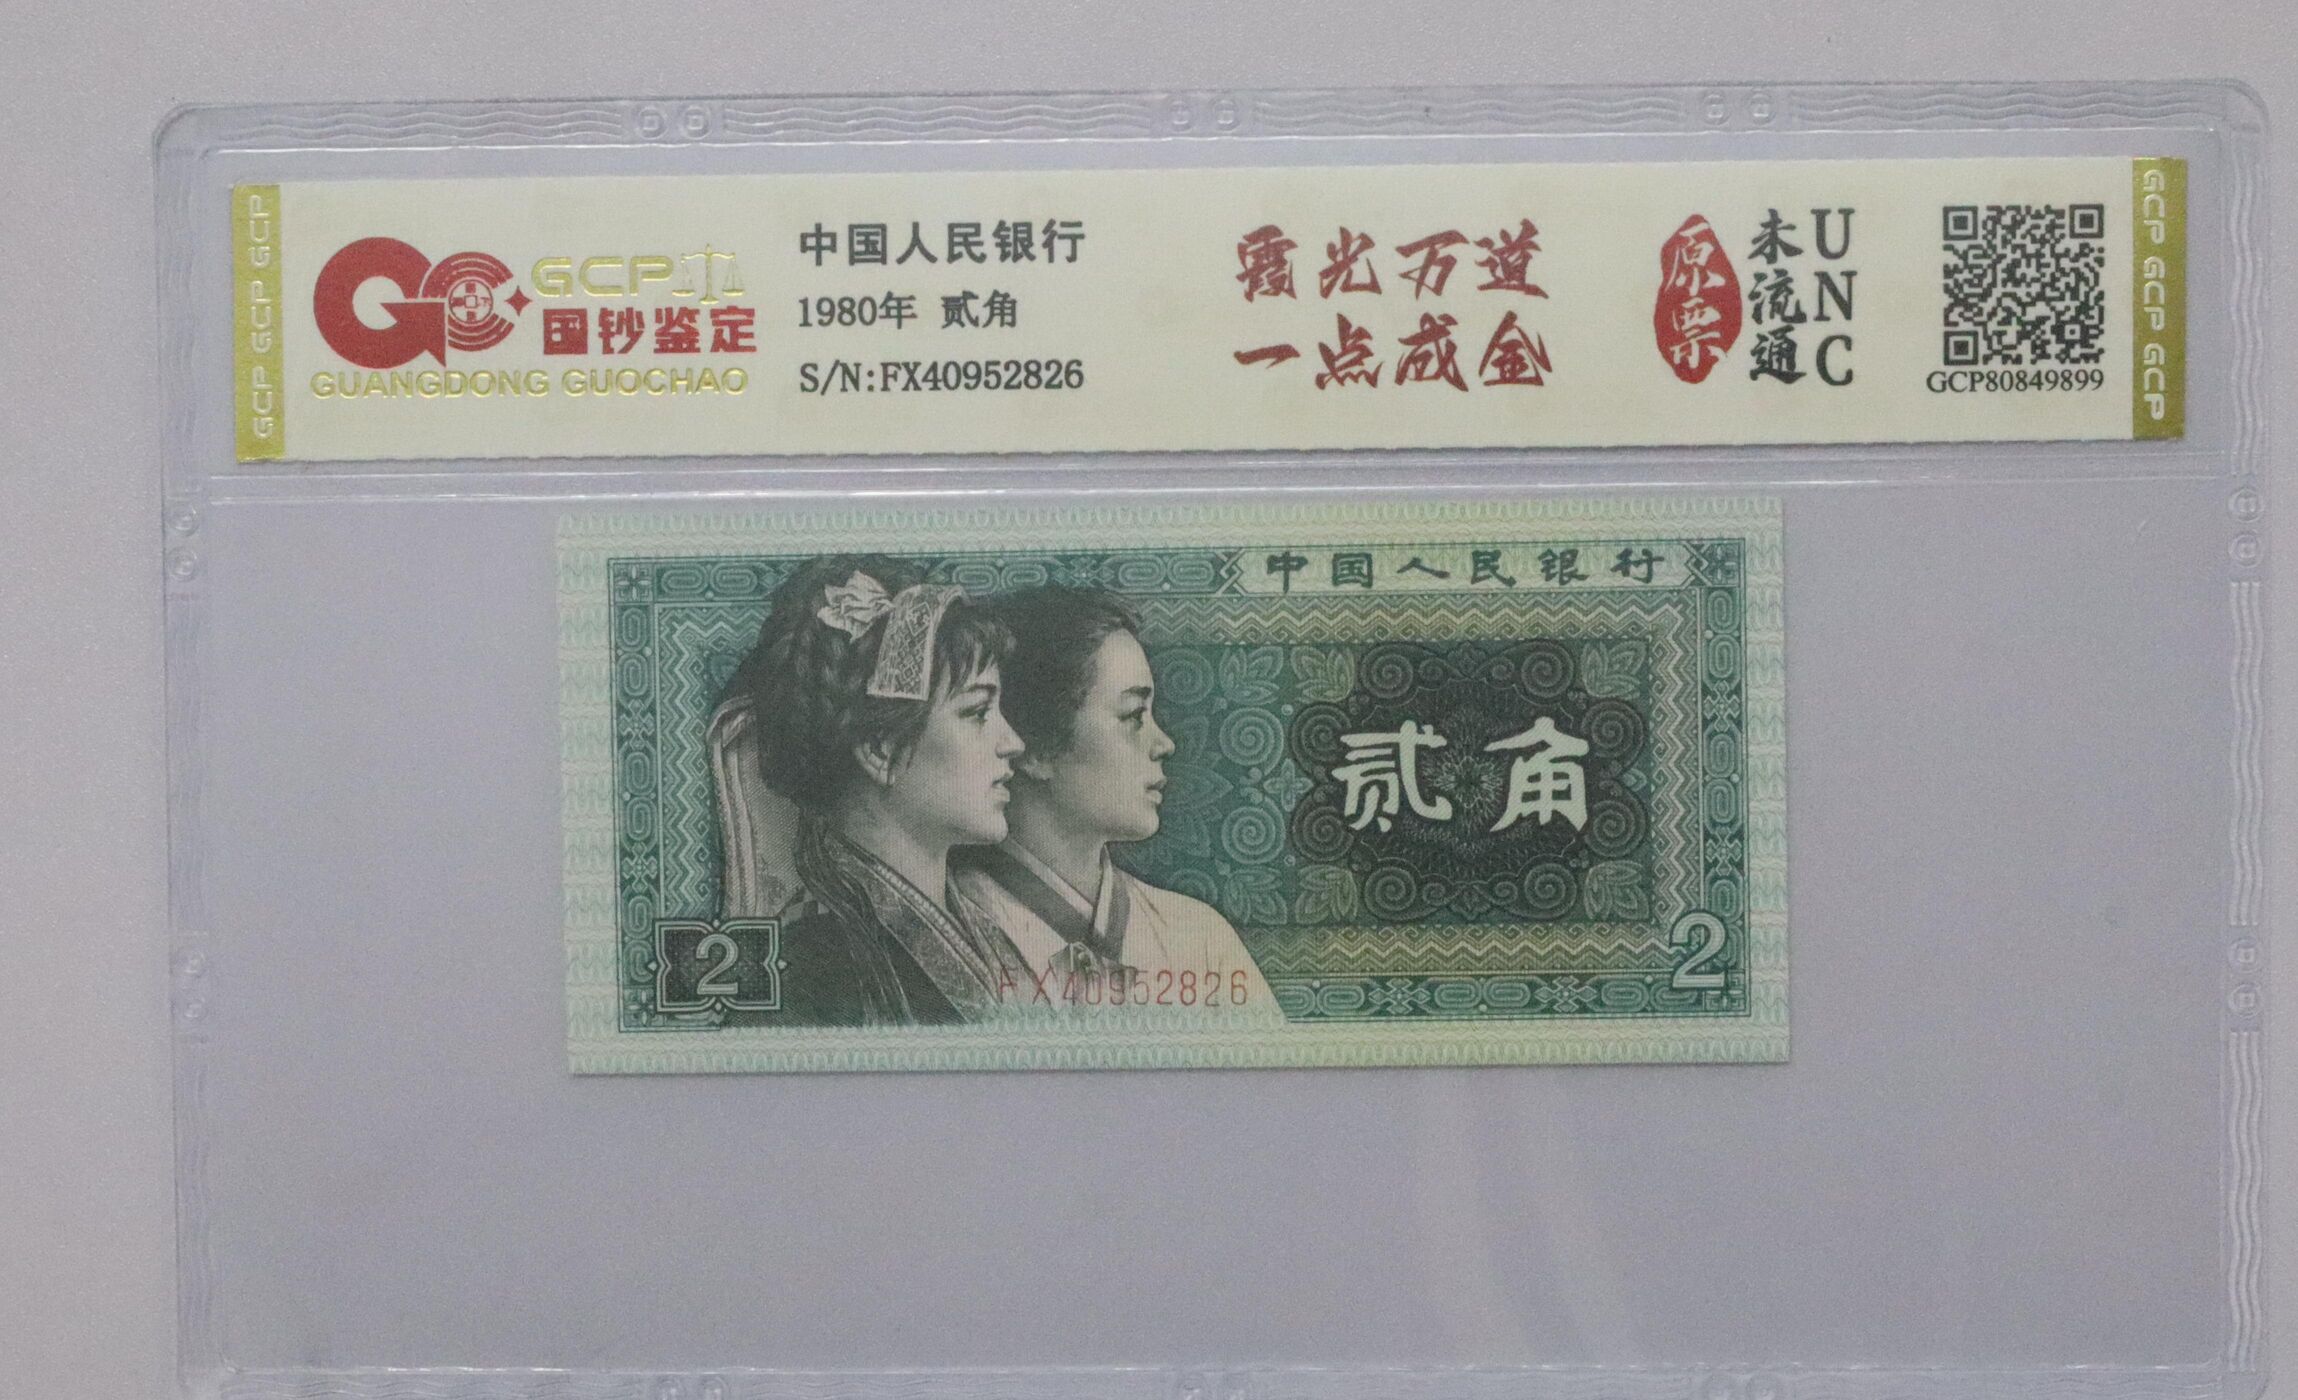 GCP GCP GCP
GCP
国钞鉴定
GUANGDONG GUOCHAO
中国人民银行
1980年 贰角
S/N:FX40952826
霞光万道
一点成金
原票
未流通
UNC
GCP80849899
GCP GCP GCP
中国人民银行
贰角
2
2
FX40952826